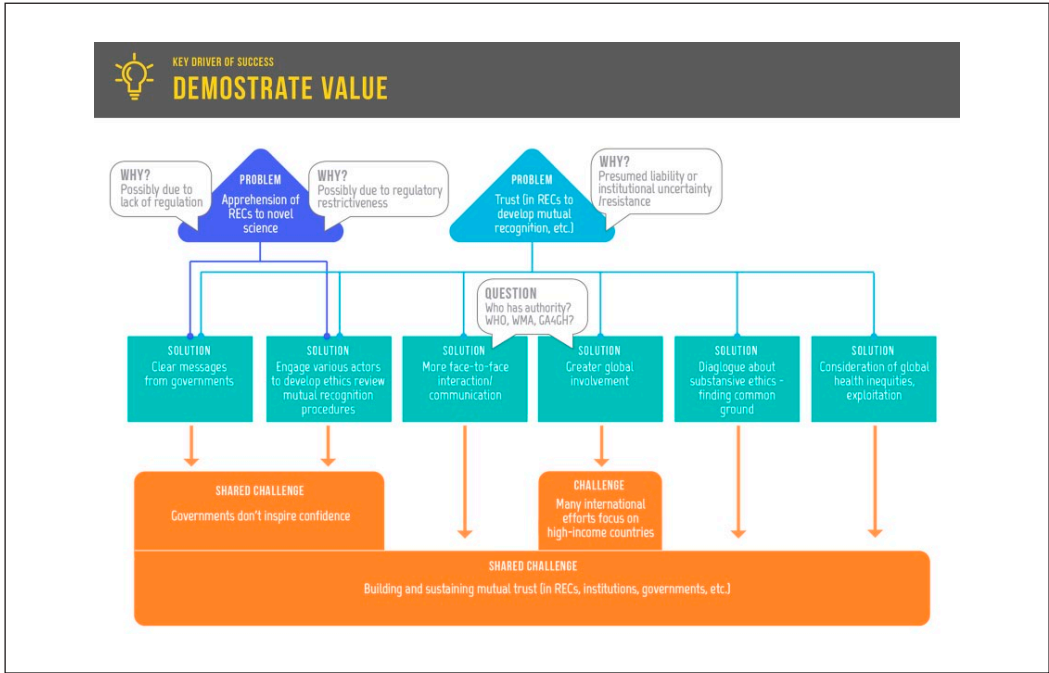 KEY DRIVER OF SUCCESS
DEMOSTRATE VALUE
WHY?
Possibly due to
lack of regulation
PROBLEM
Apprehension of
RECs to novel
science
WHY?
Possibly due to regulatory
restrictiveness
PROBLEM
Trust (in RECs to
develop mutual
recognition, etc.)
WHY?
Presumed liability or
institutional uncertainty
/resistance
QUESTION
Who has authority?
WHO, WMA, GA4GH?
SOLUTION
Clear messages
from governments
SOLUTION
Engage various actors
to develop ethics review
mutual recognition
procedures
SOLUTION
More face-to-face
interaction/
communication
SOLUTION
Greater global
involvement
SOLUTION
Diaglogue about
substansive ethics -
finding common
ground
SOLUTION
Consideration of global
health inequities,
exploitation
SHARED CHALLENGE
Governments don't inspire confidence
CHALLENGE
Many international
efforts focus on
high-income countries
SHARED CHALLENGE
Building and sustaining mutual trust (in RECs, institutions, governments, etc.)